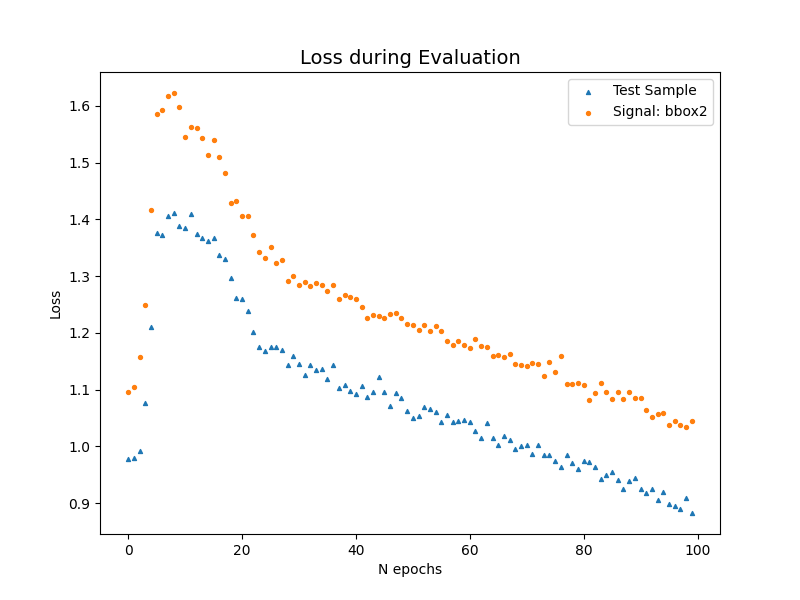 Loss during Evaluation
Test Sample
Signal: bbox2
Loss
1.6
1.5
1.4
1.3
1.2
1.1
1.0
0.9
0 20 40 60 80 100
N epochs